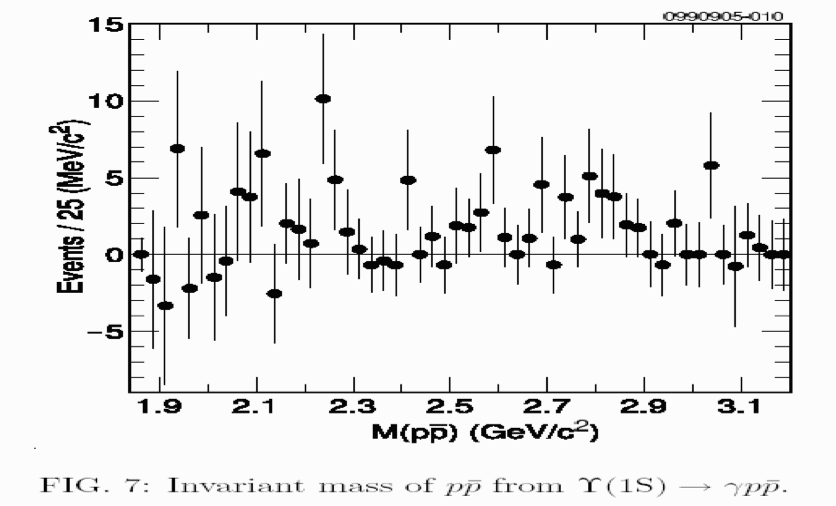 0990905-010
15
10
5
0
−5
Events / 25 (MeV/c²)
1.9 2.1 2.3 2.5 2.7 2.9 3.1
M(pp̅) (GeV/c²)
FIG. 7: Invariant mass of pp̅ from ϒ(1S) → γpp̅.